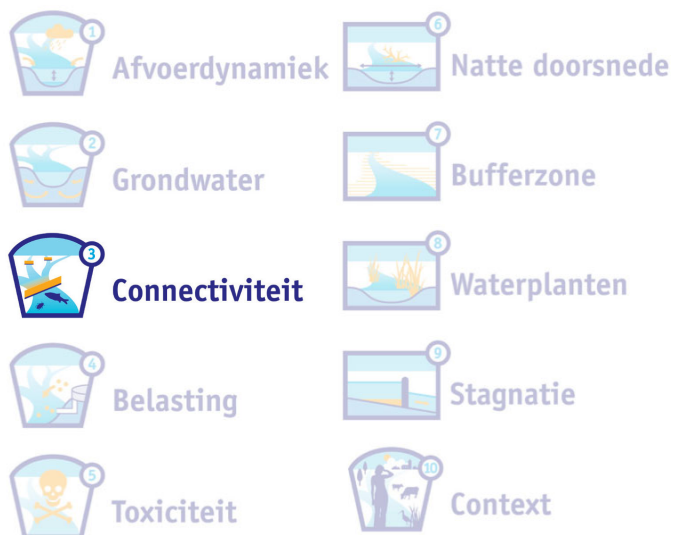 1
Afvoerdynamiek
2
Grondwater
3
Connectiviteit
4
Belasting
5
Toxiciteit
6
Natte doorsnede
7
Bufferzone
8
Waterplanten
9
Stagnatie
10
Context